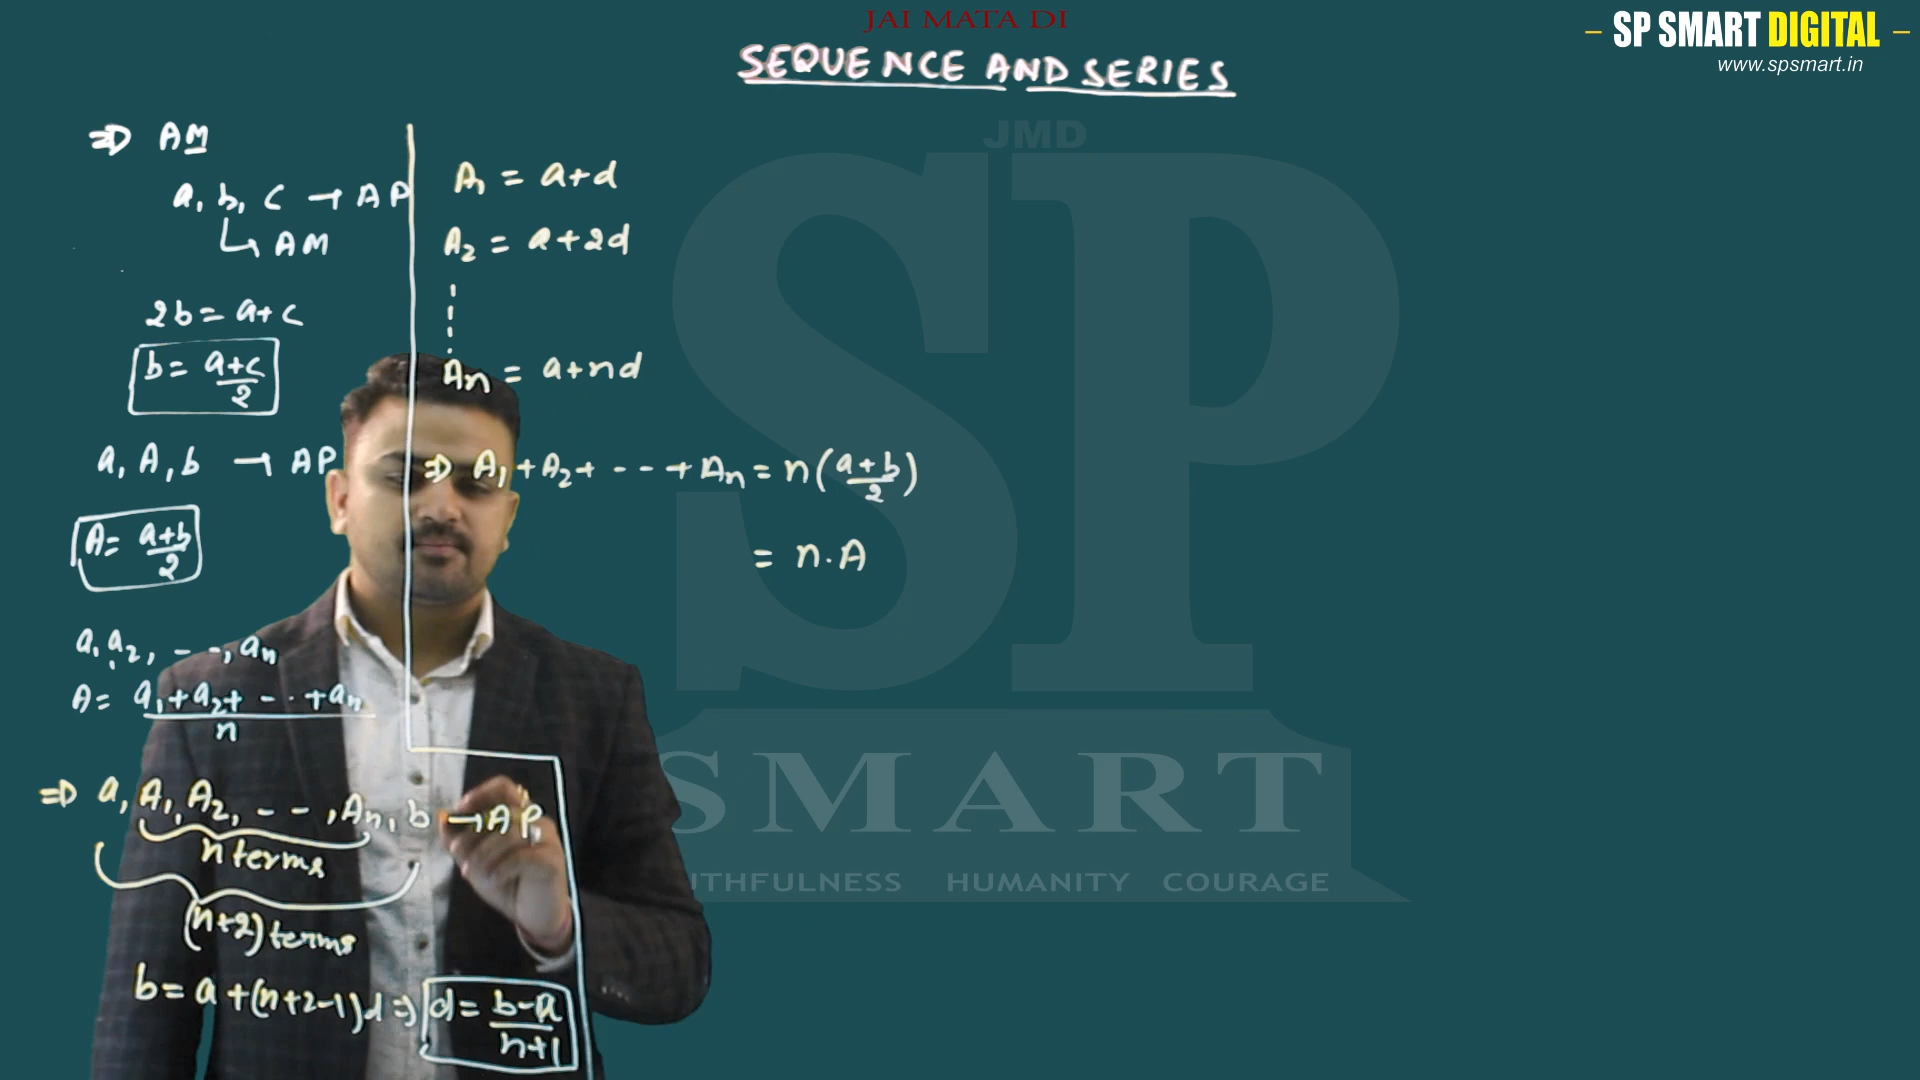 JAI MATA DI
SEQUENCE AND SERIES
– SP SMART DIGITAL –
www.spsmart.in
⇒ AM
a, b, c → AP
↳ AM
2b = a+c
b = a+c/2
a, A, b → AP
A = a+b/2
a, a2, - -, an
A = a1+a2+ - · +an/n
⇒ a, A1, A2, - - , An, b → AP
n terms
(n+2) terms
b = a + (n+2-1)d ⇒ d = b-a/n+1
A1 = a+d
A2 = a+2d
An = a+nd
⇒ A1+A2+ - - - + An = n(a+b/2)
= n.A
JMD
SP
SMART
ITHFULNESS HUMANITY COURAGE